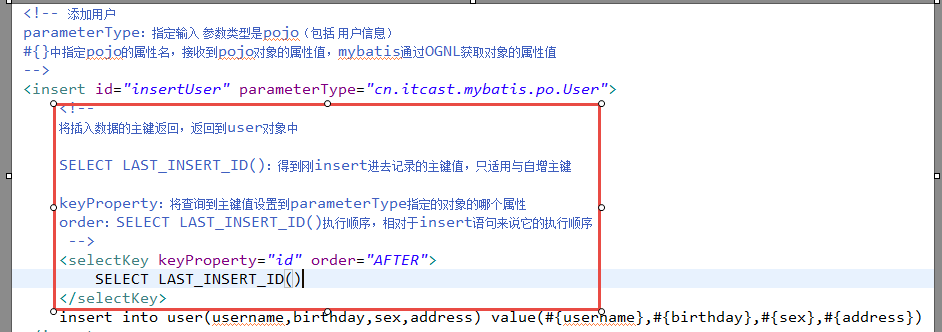 <!-- 添加用户
parameterType：指定输入 参数类型是pojo（包括 用户信息）
#{}中指定pojo的属性名，接收到pojo对象的属性值，mybatis通过OGNL获取对象的属性值
-->
<insert id="insertUser" parameterType="cn.itcast.mybatis.po.User">
<!--
将插入数据的主键返回，返回到user对象中
SELECT LAST_INSERT_ID()：得到刚insert进去记录的主键值，只适用与自增主键
keyProperty：将查询到主键值设置到parameterType指定的对象的哪个属性
order：SELECT LAST_INSERT_ID()执行顺序，相对于insert语句来说它的执行顺序
-->
<selectKey keyProperty="id" order="AFTER">
SELECT LAST_INSERT_ID()
</selectKey>
insert into user(username,birthday,sex,address) value(#{username},#{birthday},#{sex},#{address})